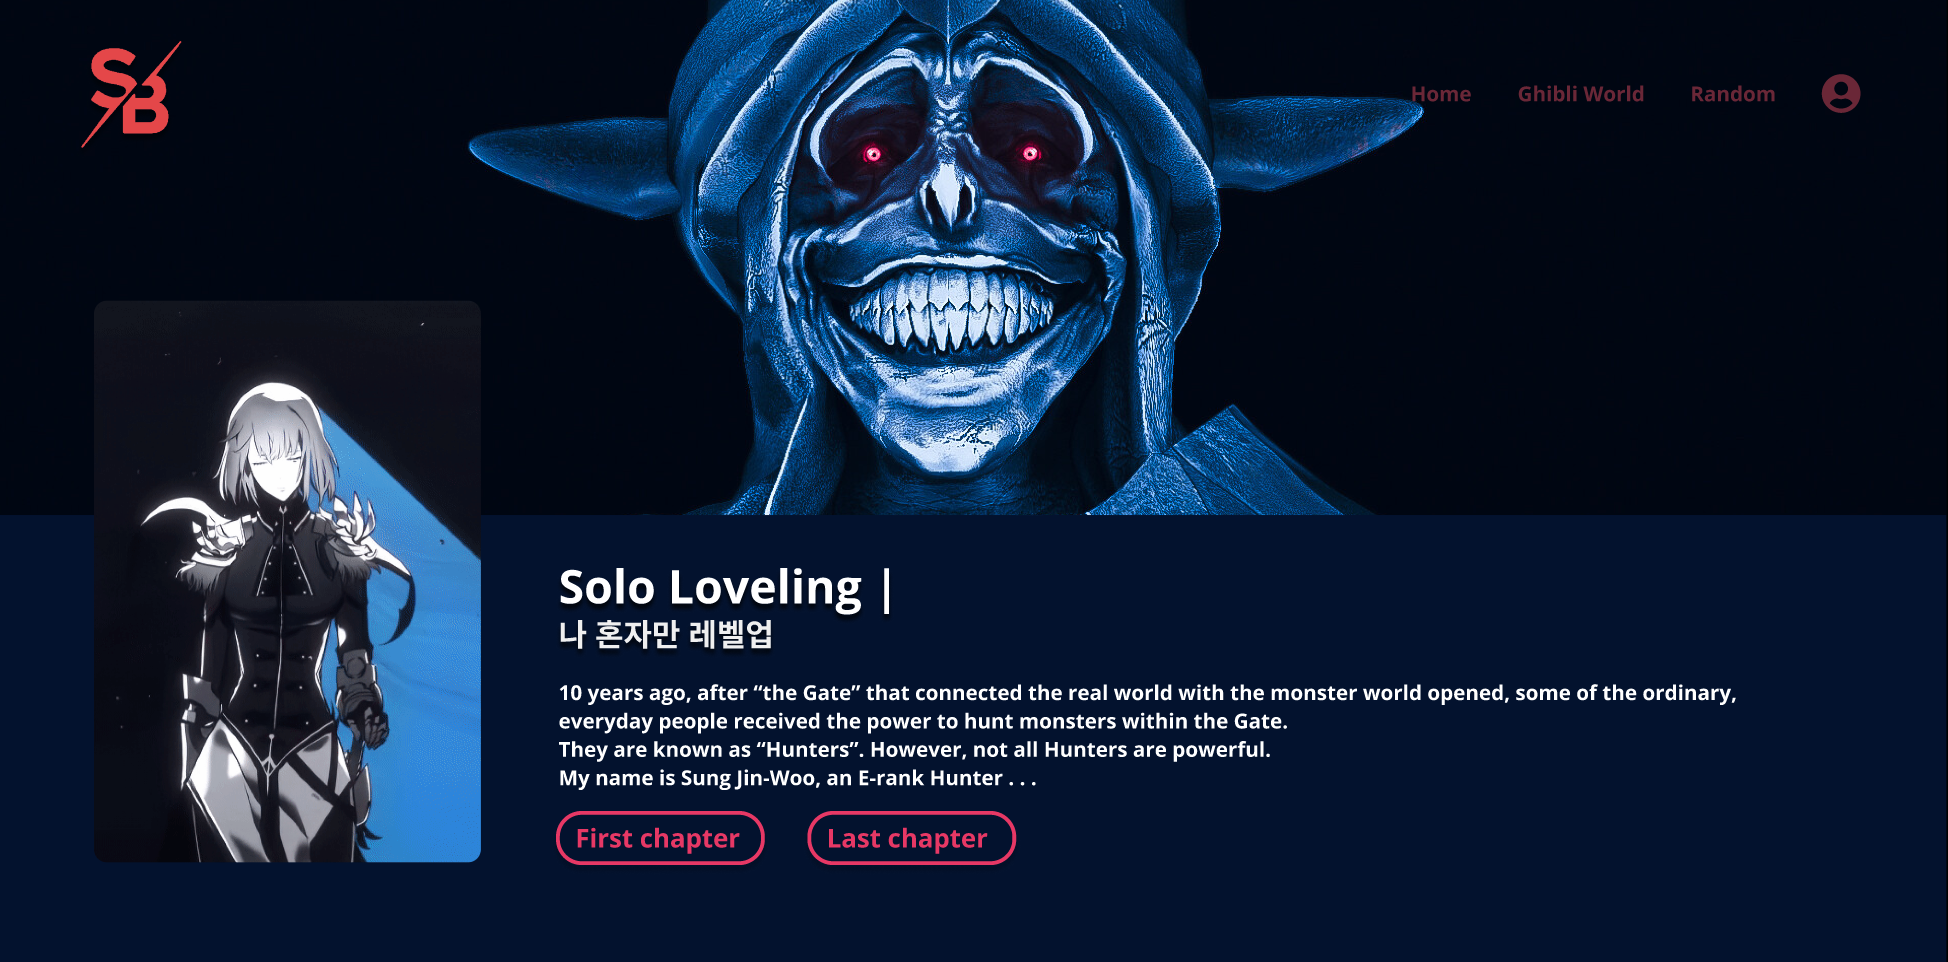 SB
Home Ghibli World Random
Solo Loveling |
나 혼자만 레벨업
10 years ago, after “the Gate” that connected the real world with the monster world opened, some of the ordinary,
everyday people received the power to hunt monsters within the Gate.
They are known as “Hunters”. However, not all Hunters are powerful.
My name is Sung Jin-Woo, an E-rank Hunter . . .
First chapter Last chapter